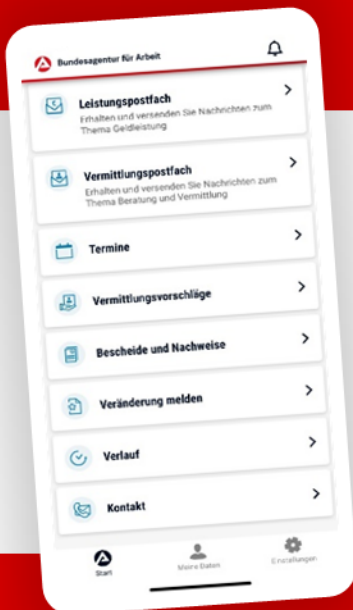 Bundesagentur für Arbeit
Leistungspostfach
Erhalten und versenden Sie Nachrichten zum
Thema Geldleistung
Vermittlungspostfach
Erhalten und versenden Sie Nachrichten zum
Thema Beratung und Vermittlung
Termine
Vermittlungsvorschläge
Bescheide und Nachweise
Veränderung melden
Verlauf
Kontakt
Start
Meine Daten
Einstellungen